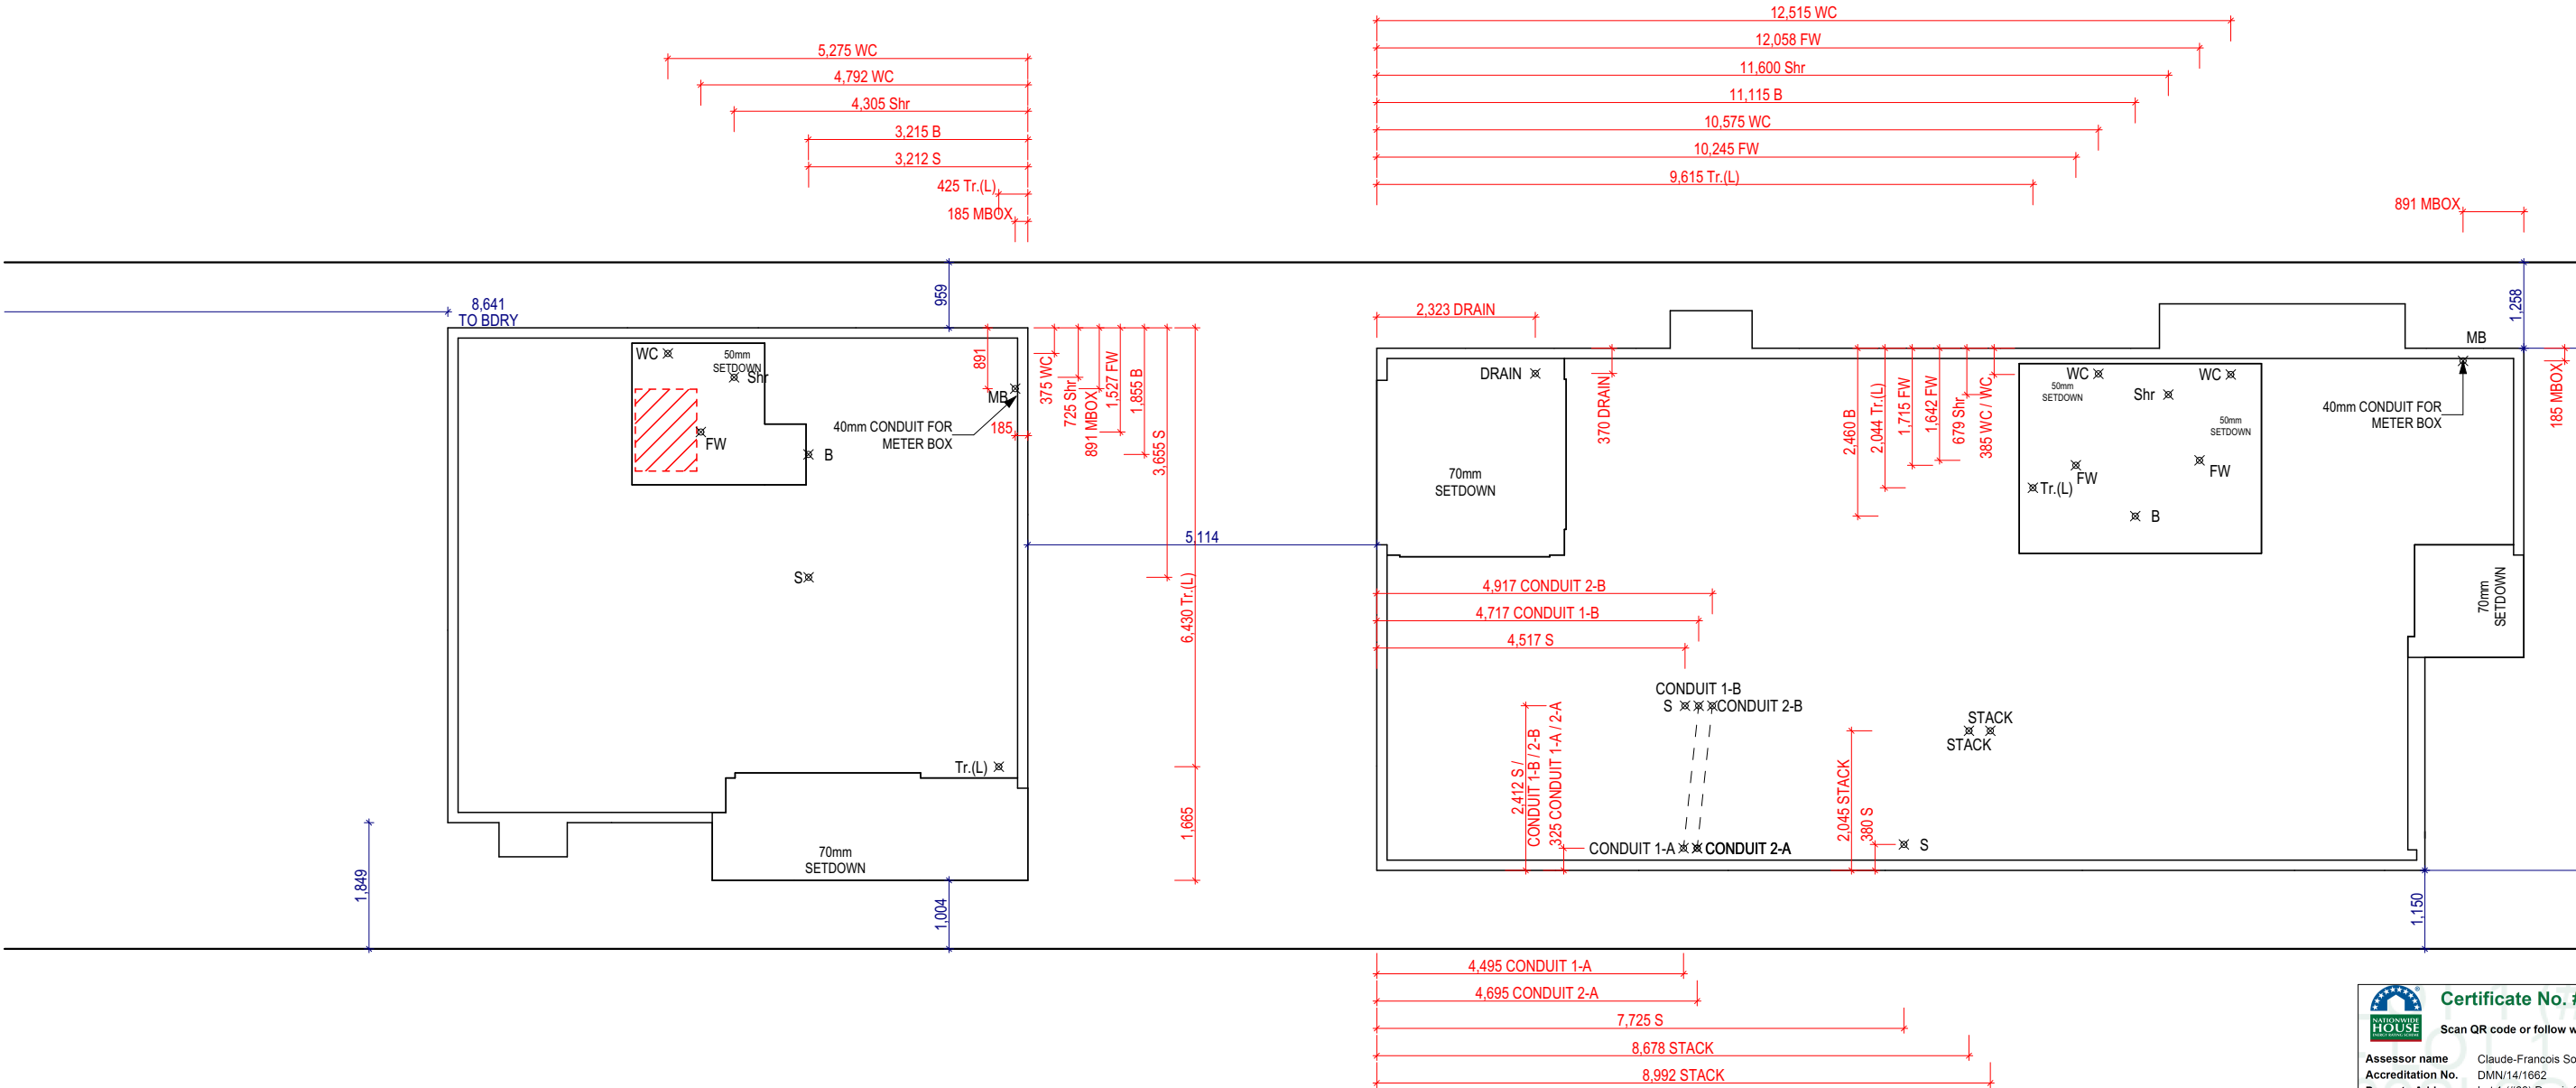 12,515 WC
12,058 FW
11,600 Shr
11,115 B
10,575 WC
10,245 FW
9,615 Tr.(L)
5,275 WC
4,792 WC
4,305 Shr
3,215 B
3,212 S
425 Tr.(L)
185 MBOX
891 MBOX
8,641
TO BDRY
959
1,258
WC
50mm
SETDOWN
Shr
FW
B
S
Tr.(L)
891
MB
185
40mm CONDUIT FOR
METER BOX
375 WC
725 Shr
891 MBOX
1,527 FW
1,855 B
3,655 S
6,430 Tr.(L)
1,665
70mm
SETDOWN
1,849
1,004
5,114
2,323 DRAIN
DRAIN
370 DRAIN
70mm
SETDOWN
2,460 B
2,044 Tr.(L)
1,715 FW
1,642 FW
679 Shr
385 WC / WC
WC
50mm
SETDOWN
Shr
WC
50mm
SETDOWN
FW
FW
Tr.(L)
B
MB
40mm CONDUIT FOR
METER BOX
185 MBOX
70mm
SETDOWN
4,917 CONDUIT 2-B
4,717 CONDUIT 1-B
4,517 S
CONDUIT 1-B
S
CONDUIT 2-B
2,412 S /
CONDUIT 1-B / 2-B
325 CONDUIT 1-A / 2-A
CONDUIT 1-A
CONDUIT 2-A
STACK
STACK
2,045 STACK
380 S
S
1,150
4,495 CONDUIT 1-A
4,695 CONDUIT 2-A
7,725 S
8,678 STACK
8,992 STACK
NATIONWIDE
HOUSE
Certificate No. #
Scan QR code or follow w
Assessor name Claude-Francois So
Accreditation No. DMN/14/1662